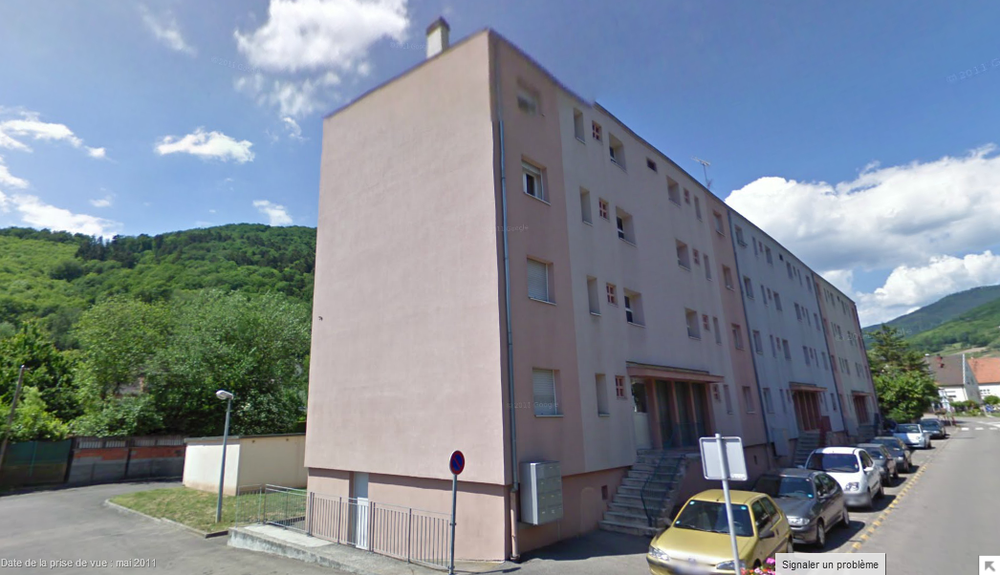 Date de la prise de vue : mai 2011
Signaler un problème